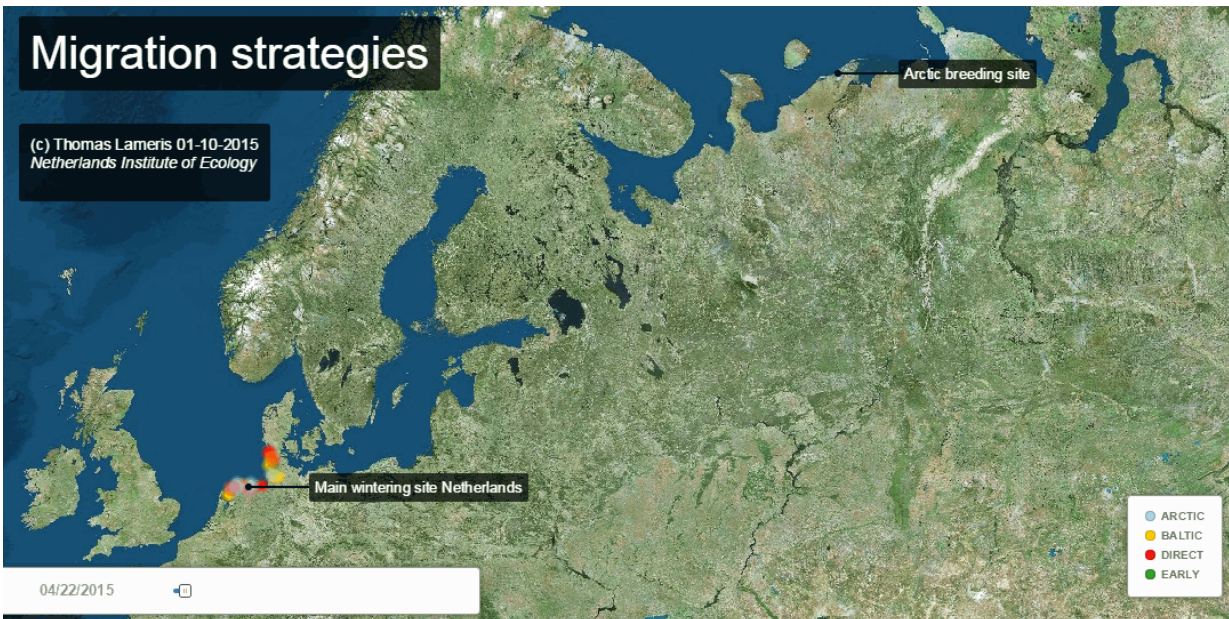 Migration strategies
(c) Thomas Lameris 01-10-2015
Netherlands Institute of Ecology
Arctic breeding site
Main wintering site Netherlands
ARCTIC
BALTIC
DIRECT
EARLY
04/22/2015